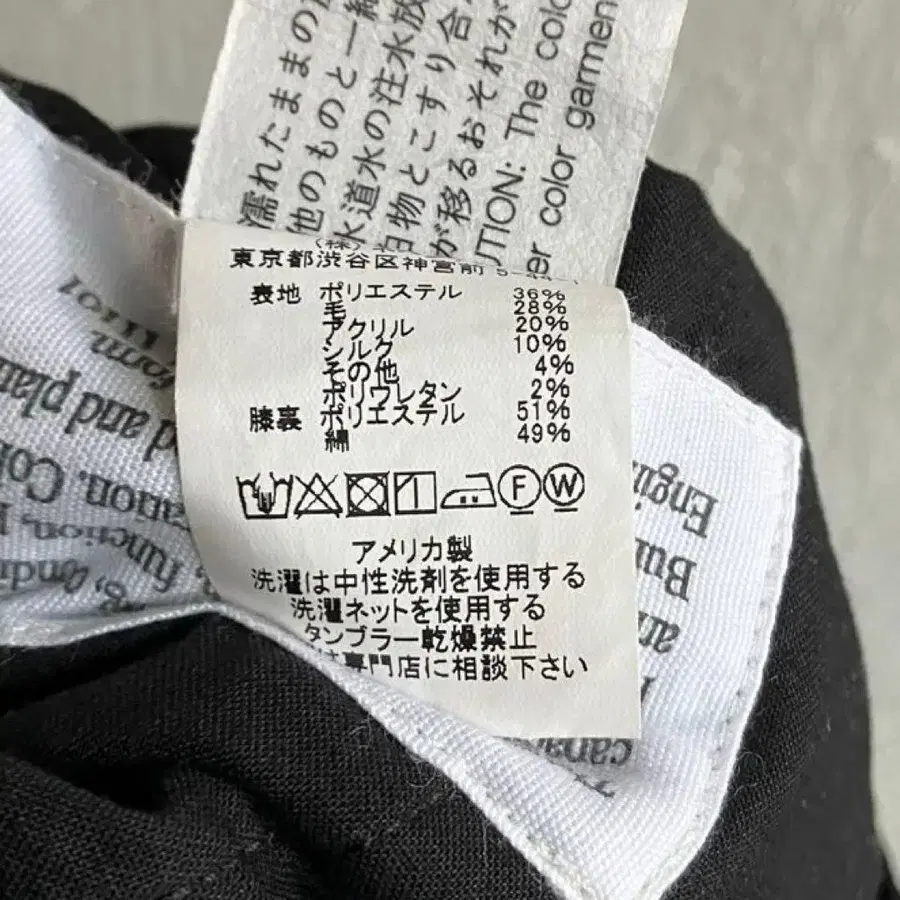 濡れたままの
他のものと一緒
水道水の注水放
白物とこすり合
が移るおそれが
The colo
er color garmen
東京都渋谷区神宮前
表地 ポリエステル 36%
毛 28%
アクリル 20%
シルク 10%
その他 4%
ポリウレタン 2%
膝裏 ポリエステル 51%
綿 49%
F W
アメリカ製
洗濯は中性洗剤を使用する
洗濯ネットを使用する
タンブラー乾燥禁止
は専門店に相談下さい
and plan
function,